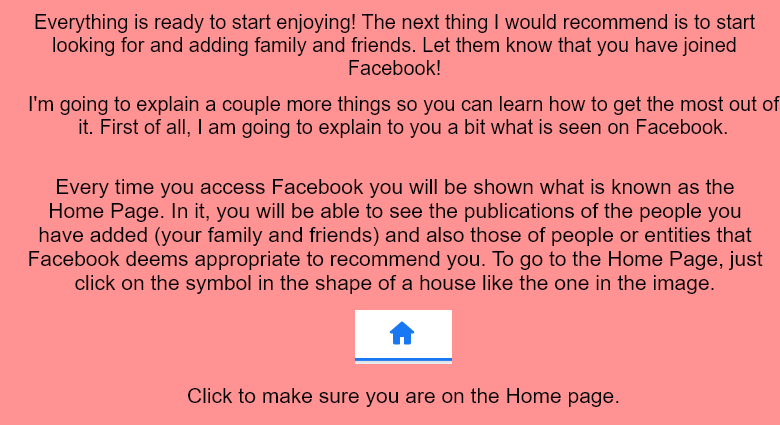 Everything is ready to start enjoying! The next thing I would recommend is to start
looking for and adding family and friends. Let them know that you have joined
Facebook!
I'm going to explain a couple more things so you can learn how to get the most out of
it. First of all, I am going to explain to you a bit what is seen on Facebook.
Every time you access Facebook you will be shown what is known as the
Home Page. In it, you will be able to see the publications of the people you
have added (your family and friends) and also those of people or entities that
Facebook deems appropriate to recommend you. To go to the Home Page, just
click on the symbol in the shape of a house like the one in the image.
Click to make sure you are on the Home page.